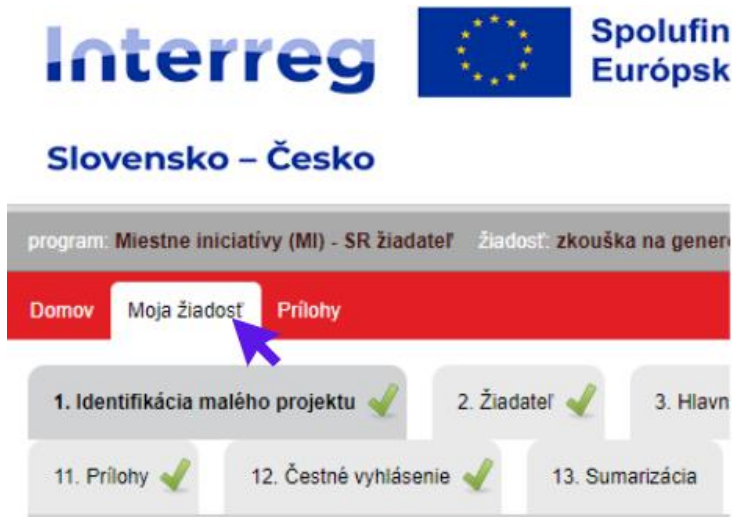 Interreg
Spolufin
Európsk
Slovensko – Česko
program: Miestne iniciatívy (MI) - SR žiadateľ žiadosť: zkouška na gener
Domov Moja žiadosť Prílohy
1. Identifikácia malého projektu 2. Žiadateľ 3. Hlavn
11. Prílohy 12. Čestné vyhlásenie 13. Sumarizácia